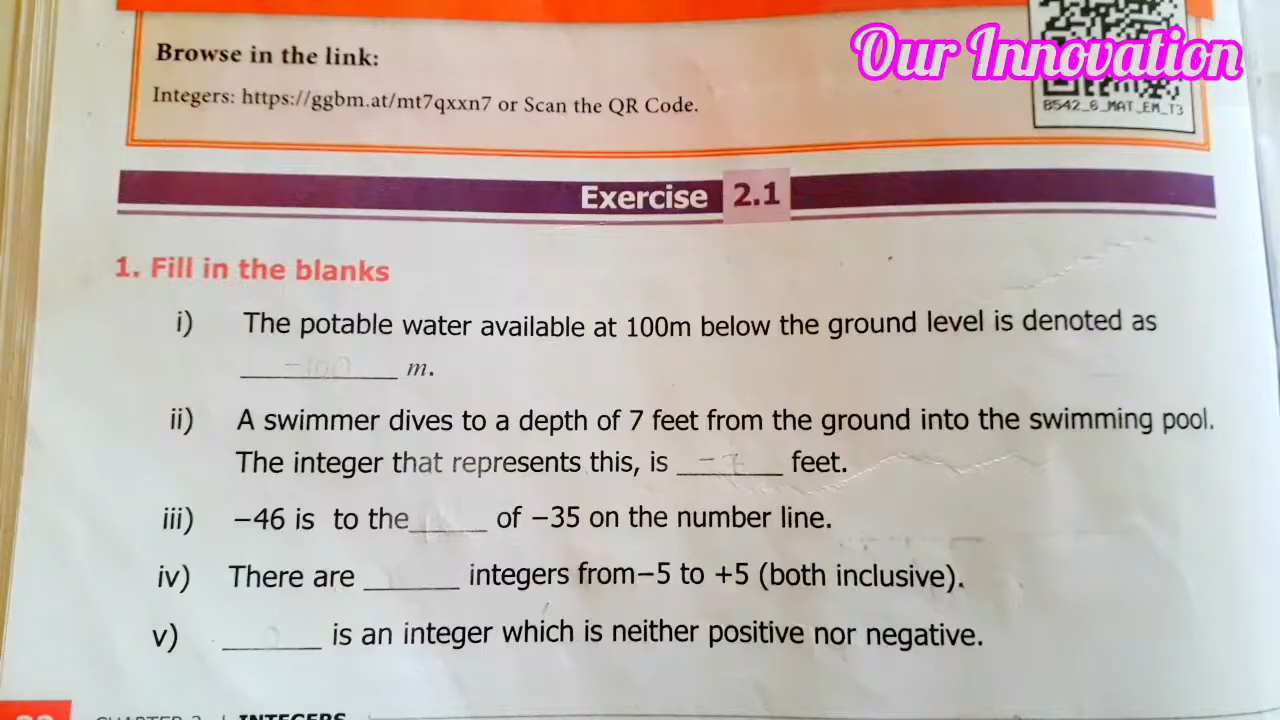 Our Innovation
Browse in the link:
Integers: https://ggbm.at/mt7qxxn7 or Scan the QR Code.
B542_6_MAT_EM_T3
Exercise 2.1
1. Fill in the blanks
i) The potable water available at 100m below the ground level is denoted as
-100 m.
ii) A swimmer dives to a depth of 7 feet from the ground into the swimming pool.
The integer that represents this, is -7 feet.
iii) −46 is to the_____ of −35 on the number line.
iv) There are ______ integers from−5 to +5 (both inclusive).
v) ______ is an integer which is neither positive nor negative.
INTEGERS